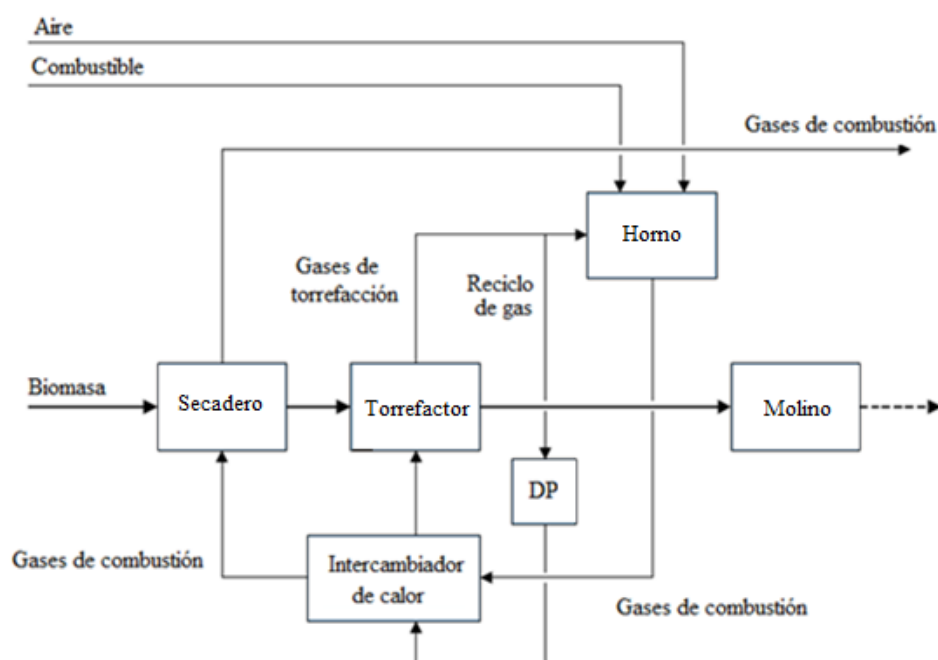 Aire
Combustible
Gases de combustión
Horno
Gases de
torrefacción
Reciclo
de gas
Biomasa
Secadero
Torrefactor
Molino
DP
Gases de combustión
Intercambiador
de calor
Gases de combustión